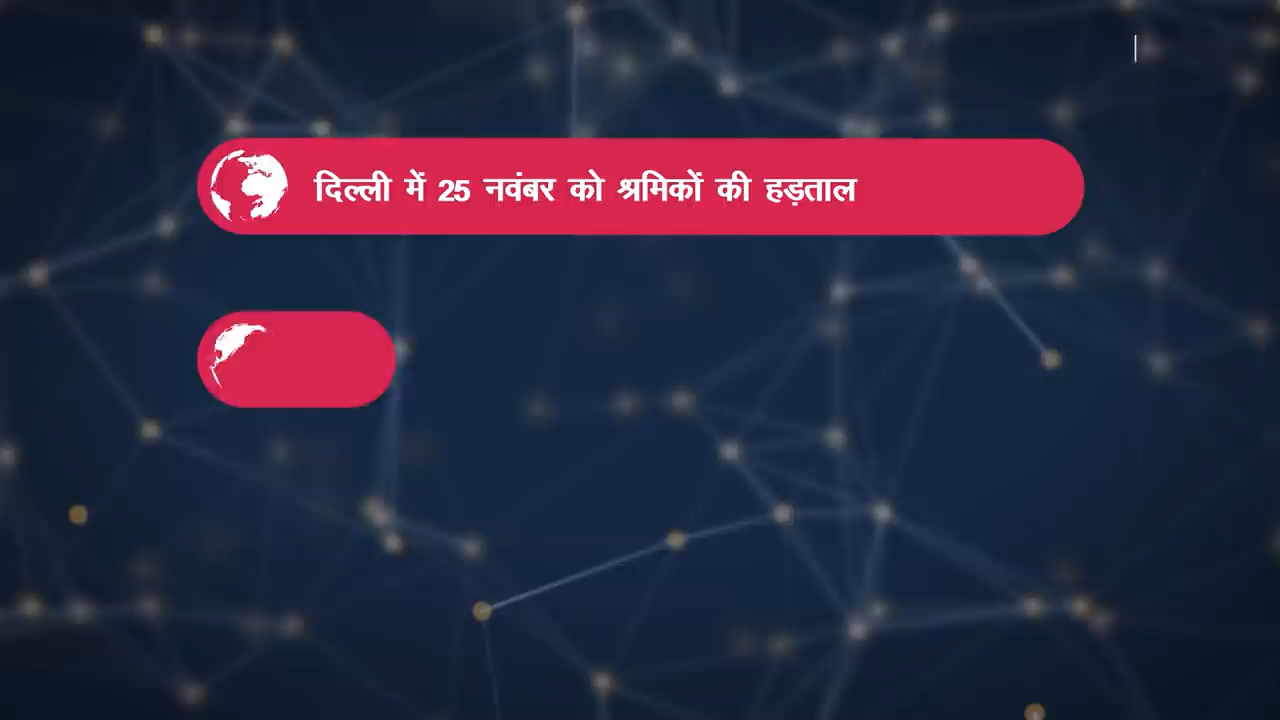 दिल्ली में 25 नवंबर को श्रमिकों की हड़ताल